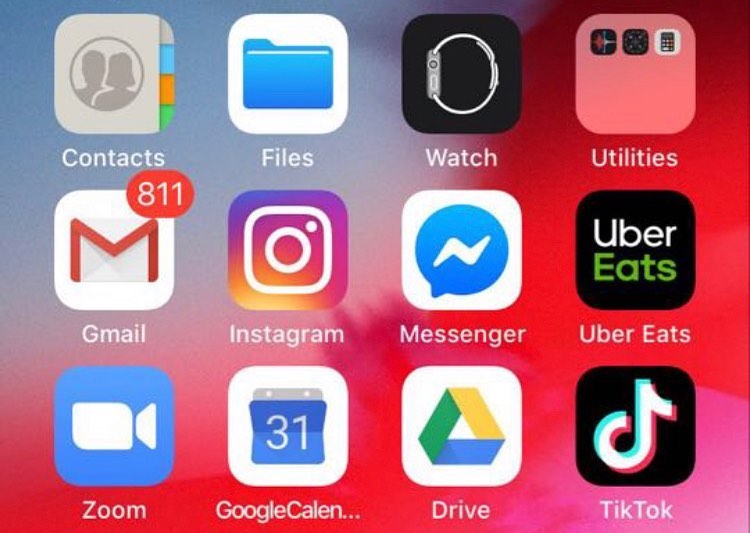 Contacts
Files
Watch
Utilities
811
Uber
Eats
Gmail
Instagram
Messenger
Uber Eats
31
Zoom
GoogleCalen...
Drive
TikTok